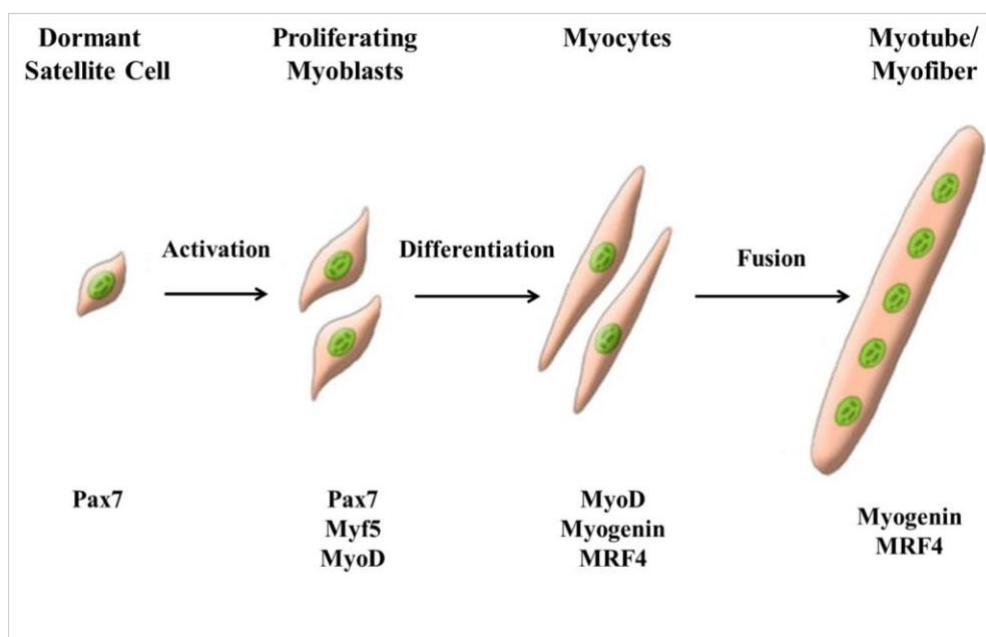 Dormant
Satellite Cell
Proliferating
Myoblasts
Myocytes
Myotube/
Myofiber
Activation
Differentiation
Fusion
Pax7
Pax7
Myf5
MyoD
MyoD
Myogenin
MRF4
Myogenin
MRF4